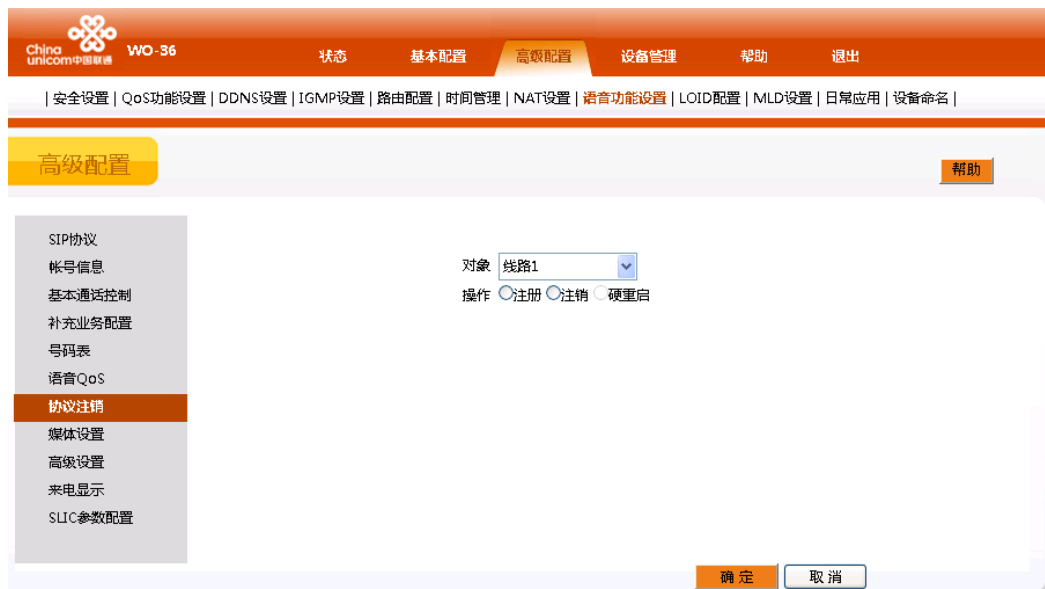 China
unicom中国联通 WO-36 状态 基本配置 高级配置 设备管理 帮助 退出
| 安全设置 | QoS功能设置 | DDNS设置 | IGMP设置 | 路由配置 | 时间管理 | NAT设置 | 语音功能设置 | LOID配置 | MLD设置 | 日常应用 | 设备命名 |
高级配置 帮助
SIP协议
帐号信息
基本通话控制
补充业务配置
号码表
语音QoS
协议注销
媒体设置
高级设置
来电显示
SLIC参数配置
对象 线路1
操作 注册 注销 硬重启
确定 取消